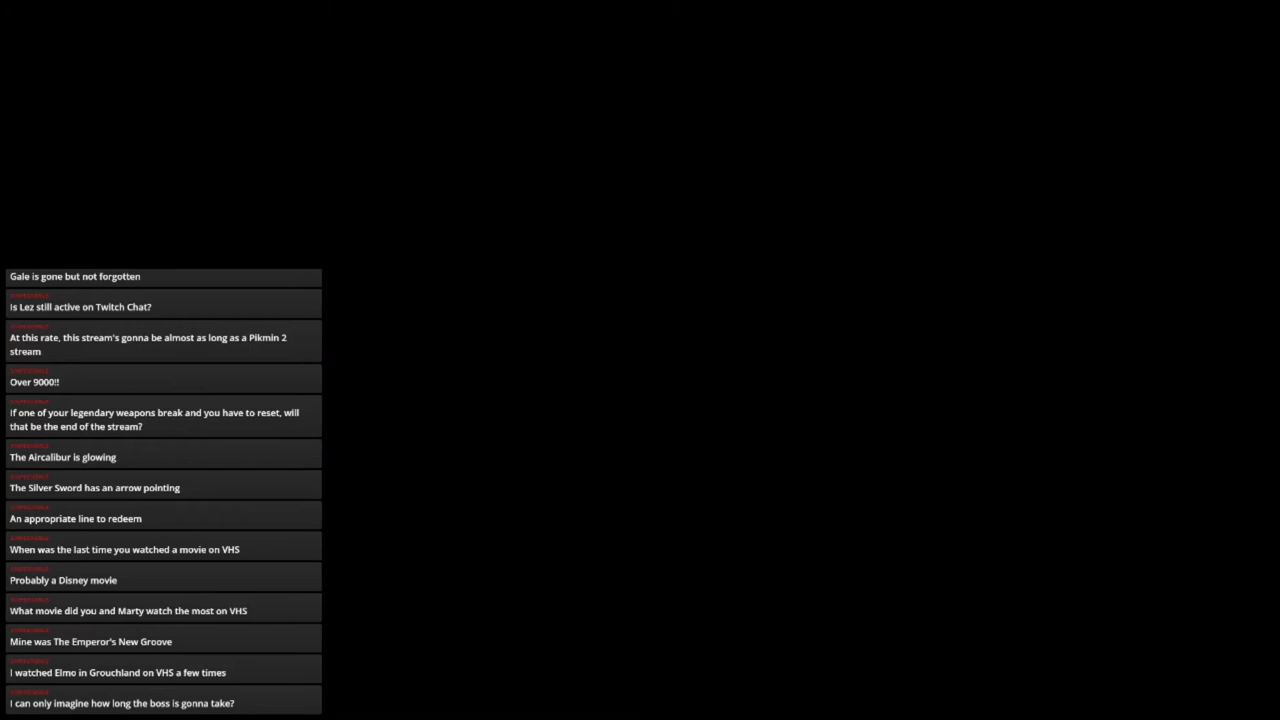 Gale is gone but not forgotten
Is Lez still active on Twitch Chat?
At this rate, this stream's gonna be almost as long as a Pikmin 2
stream
Over 9000!!
If one of your legendary weapons break and you have to reset, will
that be the end of the stream?
The Aircalibur is glowing
The Silver Sword has an arrow pointing
An appropriate line to redeem
When was the last time you watched a movie on VHS
Probably a Disney movie
What movie did you and Marty watch the most on VHS
Mine was The Emperor's New Groove
I watched Elmo in Grouchland on VHS a few times
I can only imagine how long the boss is gonna take?